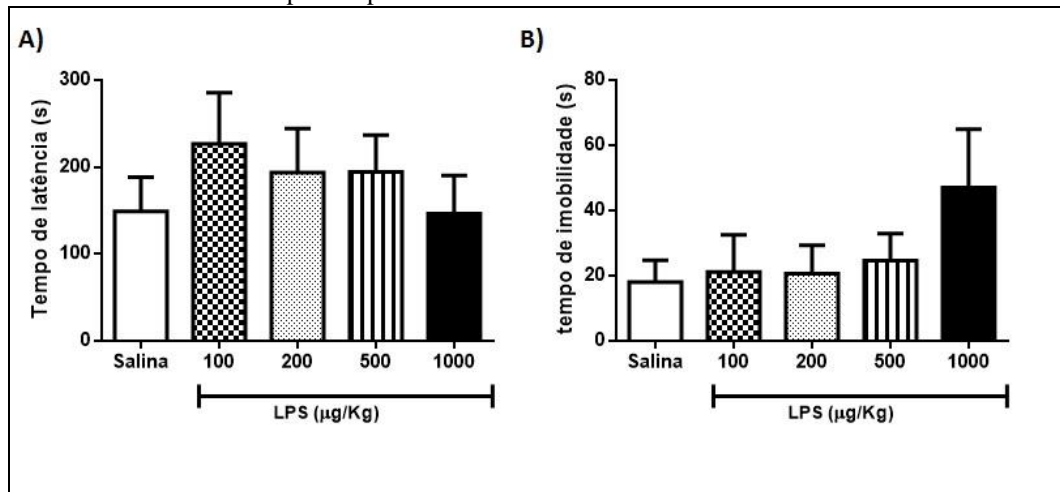 A)
Tempo de latência (s)
300
200
100
0
Salina 100 200 500 1000
LPS (µg/Kg)
B)
tempo de imobilidade (s)
80
60
40
20
0
Salina 100 200 500 1000
LPS (µg/Kg)